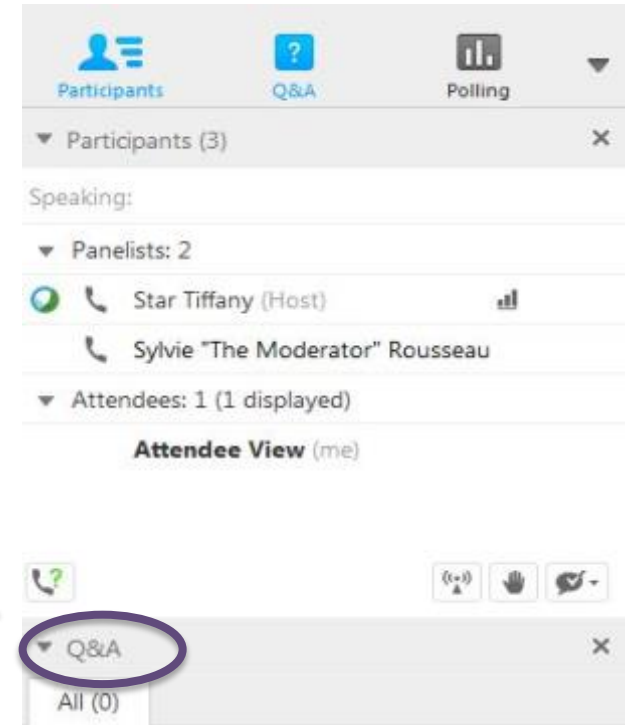 Participants Q&A Polling
Participants (3)
Speaking:
Panelists: 2
Star Tiffany (Host)
Sylvie "The Moderator" Rousseau
Attendees: 1 (1 displayed)
Attendee View (me)
Q&A
All (0)